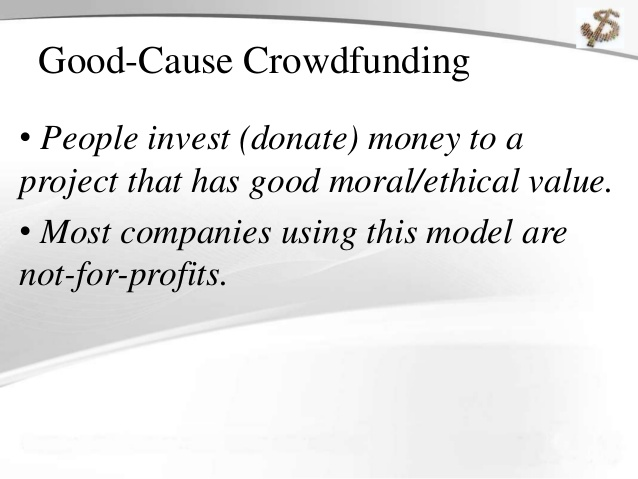 Good-Cause Crowdfunding
• People invest (donate) money to a
project that has good moral/ethical value.
• Most companies using this model are
not-for-profits.